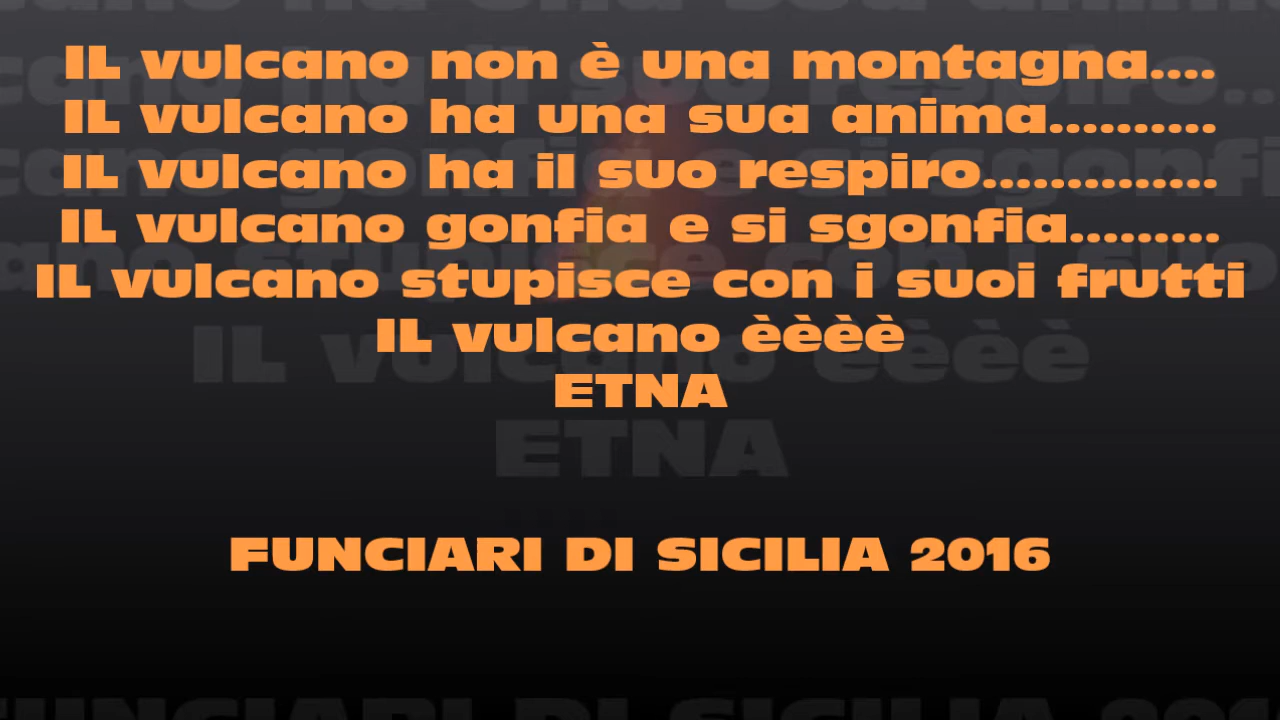 IL vulcano non è una montagna....
IL vulcano ha una sua anima..........
IL vulcano ha il suo respiro..............
IL vulcano gonfia e si sgonfia.........
IL vulcano stupisce con i suoi frutti
IL vulcano èèèè
ETNA
FUNCIARI DI SICILIA 2016